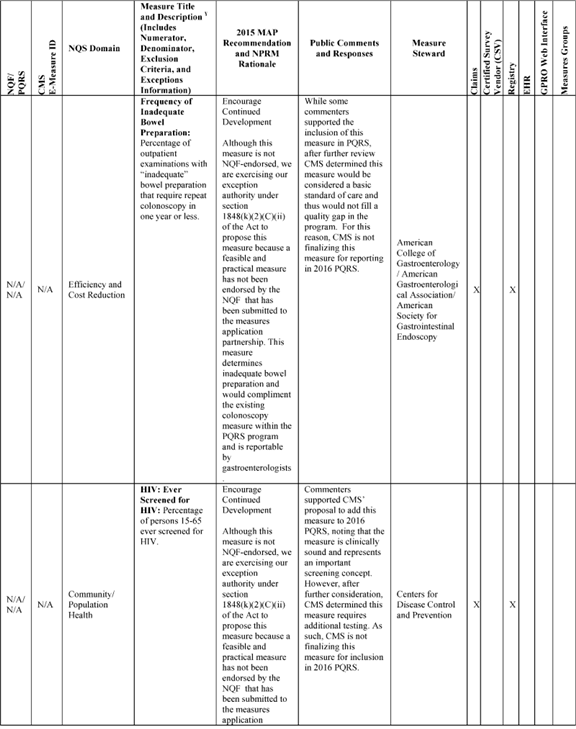 NQF/
PQRS
CMS
E-Measure ID
NQS Domain
Measure Title
and Description ¥
(Includes
Numerator,
Denominator,
Exclusion
Criteria, and
Exceptions
Information)
2015 MAP
Recommendation
and NPRM
Rationale
Public Comments
and Responses
Measure
Steward
Claims
Certified Survey
Vendor (CSV)
Registry
EHR
GPRO Web Interface
Measures Groups
N/A/
N/A
N/A
Efficiency and
Cost Reduction
Frequency of
Inadequate
Bowel
Preparation:
Percentage of
outpatient
examinations with
“inadequate”
bowel preparation
that require repeat
colonoscopy in
one year or less.
Encourage
Continued
Development
Although this
measure is not
NQF-endorsed, we
are exercising our
exception
authority under
section
1848(k)(2)(C)(ii)
of the Act to
propose this
measure because a
feasible and
practical measure
has not been
endorsed by the
NQF that has
been submitted to
the measures
application
partnership. This
measure
determines
inadequate bowel
preparation and
would compliment
the existing
colonoscopy
measure within the
PQRS program
and is reportable
by
gastroenterologists
.
While some
commenters
supported the
inclusion of this
measure in PQRS,
after further review
CMS determined this
measure would be
considered a basic
standard of care and
thus would not fill a
quality gap in the
program. For this
reason, CMS is not
finalizing this
measure for reporting
in 2016 PQRS.
American
College of
Gastroenterology
/ American
Gastroenterologi
cal Association/
American
Society for
Gastrointestinal
Endoscopy
X
X
N/A/
N/A
N/A
Community/
Population
Health
HIV: Ever
Screened for
HIV: Percentage
of persons 15-65
ever screened for
HIV.
Encourage
Continued
Development
Although this
measure is not
NQF-endorsed, we
are exercising our
exception
authority under
section
1848(k)(2)(C)(ii)
of the Act to
propose this
measure because a
feasible and
practical measure
has not been
endorsed by the
NQF that has
been submitted to
the measures
application
Commenters
supported CMS’
proposal to add this
measure to 2016
PQRS, noting that the
measure is clinically
sound and represents
an important
screening concept.
However, after
further consideration,
CMS determined this
measure requires
additional testing. As
such, CMS is not
finalizing this
measure for inclusion
in 2016 PQRS.
Centers for
Disease Control
and Prevention
X
X